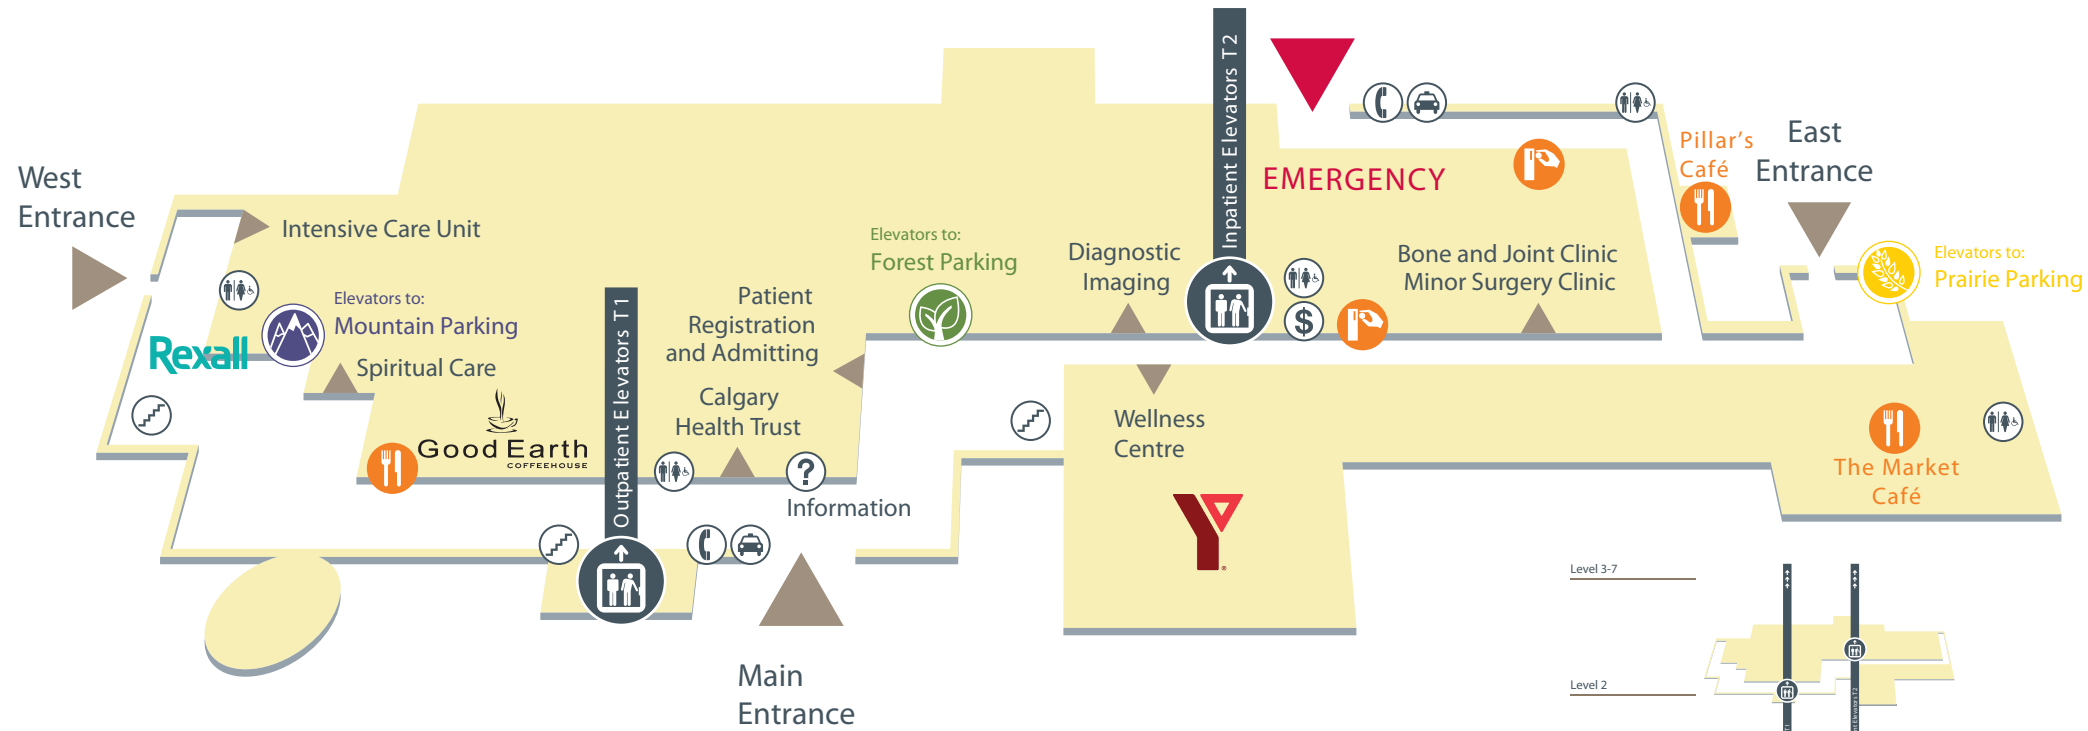 West
Entrance
Intensive Care Unit
Elevators to:
Mountain Parking
Rexall
Spiritual Care
Good Earth
COFFEEHOUSE
Outpatient Elevators T1
Patient
Registration
and Admitting
Calgary
Health Trust
?
Information
Main
Entrance
Elevators to:
Forest Parking
Diagnostic
Imaging
Inpatient Elevators T2
$
EMERGENCY
Bone and Joint Clinic
Minor Surgery Clinic
Wellness
Centre
Y
Pillar's
Café
East
Entrance
Elevators to:
Prairie Parking
The Market
Café
Level 3-7
Level 2